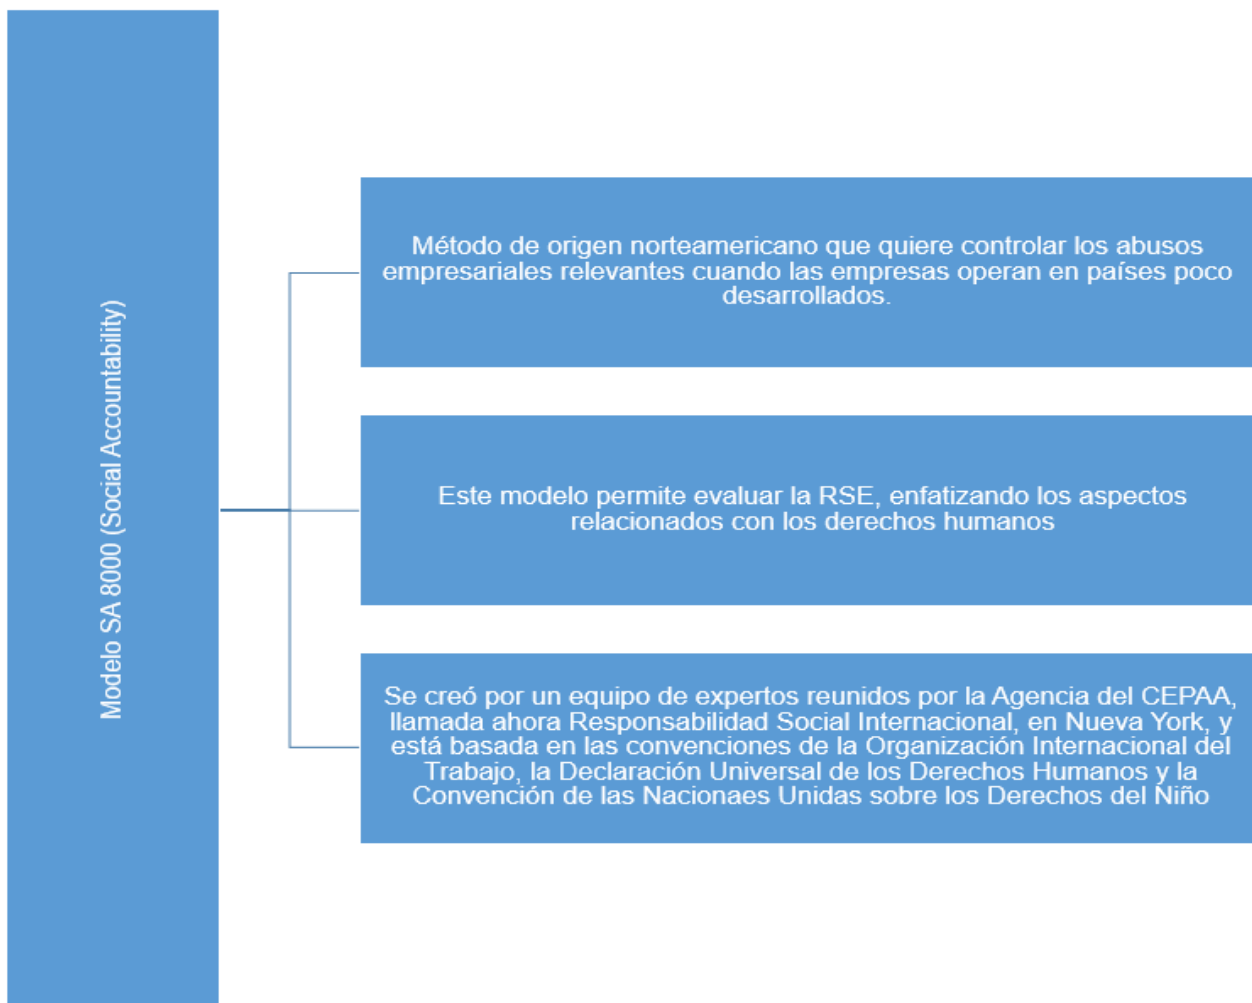 Modelo SA 8000 (Social Accountability)
Método de origen norteamericano que quiere controlar los abusos
empresariales relevantes cuando las empresas operan en países poco
desarrollados.
Este modelo permite evaluar la RSE, enfatizando los aspectos
relacionados con los derechos humanos
Se creó por un equipo de expertos reunidos por la Agencia del CEPAA,
llamada ahora Responsabilidad Social Internacional, en Nueva York, y
está basada en las convenciones de la Organización Internacional del
Trabajo, la Declaración Universal de los Derechos Humanos y la
Convención de las Nacionaes Unidas sobre los Derechos del Niño